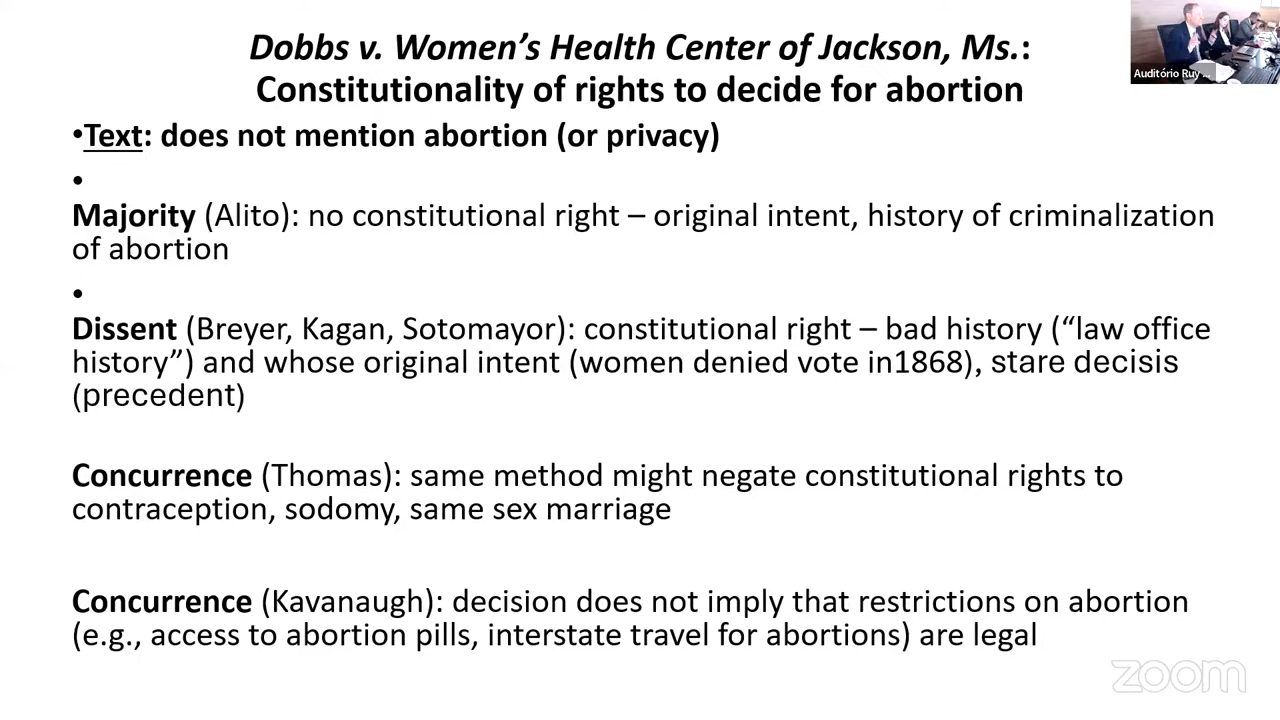 Dobbs v. Women's Health Center of Jackson, Ms.:
Constitutionality of rights to decide for abortion
•Text: does not mention abortion (or privacy)
•
Majority (Alito): no constitutional right – original intent, history of criminalization
of abortion
•
Dissent (Breyer, Kagan, Sotomayor): constitutional right – bad history (“law office
history”) and whose original intent (women denied vote in1868), stare decisis
(precedent)
Concurrence (Thomas): same method might negate constitutional rights to
contraception, sodomy, same sex marriage
Concurrence (Kavanaugh): decision does not imply that restrictions on abortion
(e.g., access to abortion pills, interstate travel for abortions) are legal
Auditório Ruy ...
zoom